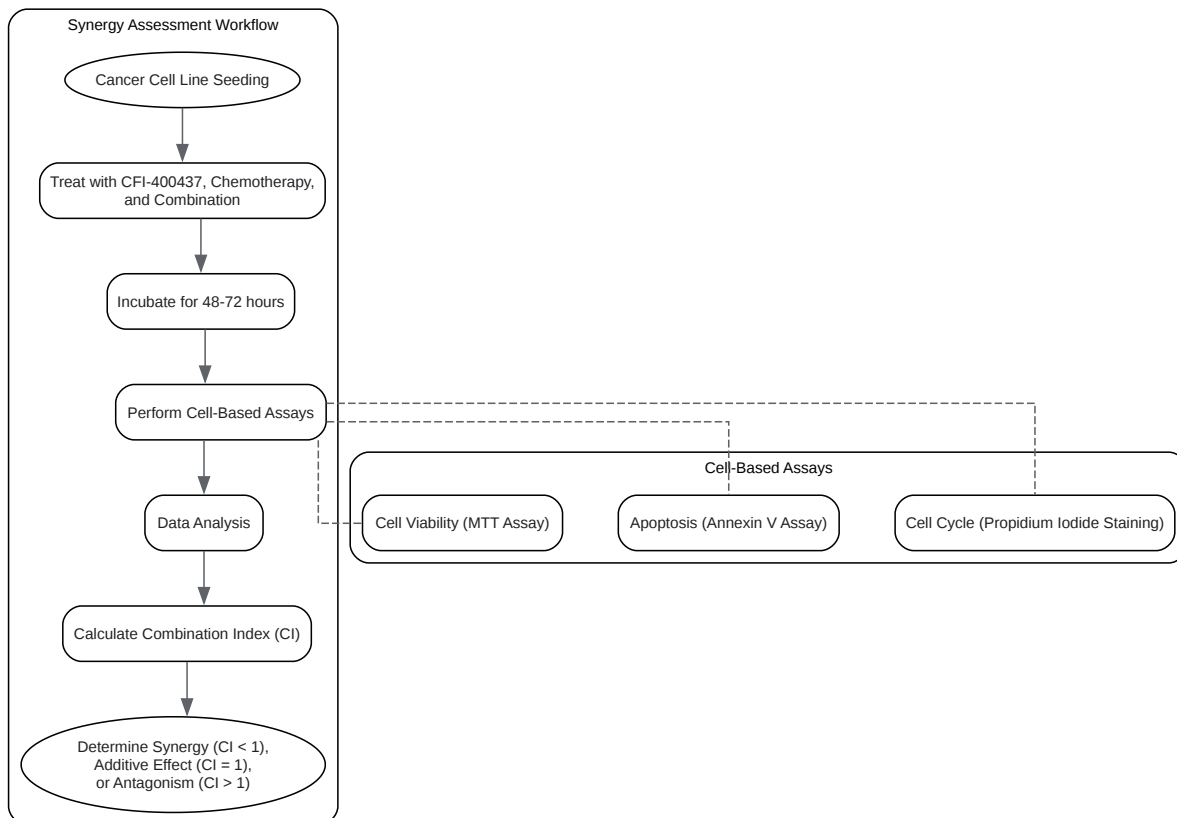 Synergy Assessment Workflow
Cancer Cell Line Seeding
Treat with CFI-400437, Chemotherapy,
and Combination
Incubate for 48-72 hours
Perform Cell-Based Assays
Cell-Based Assays
Cell Viability (MTT Assay)
Apoptosis (Annexin V Assay)
Cell Cycle (Propidium Iodide Staining)
Data Analysis
Calculate Combination Index (CI)
Determine Synergy (CI < 1),
Additive Effect (CI = 1),
or Antagonism (CI > 1)